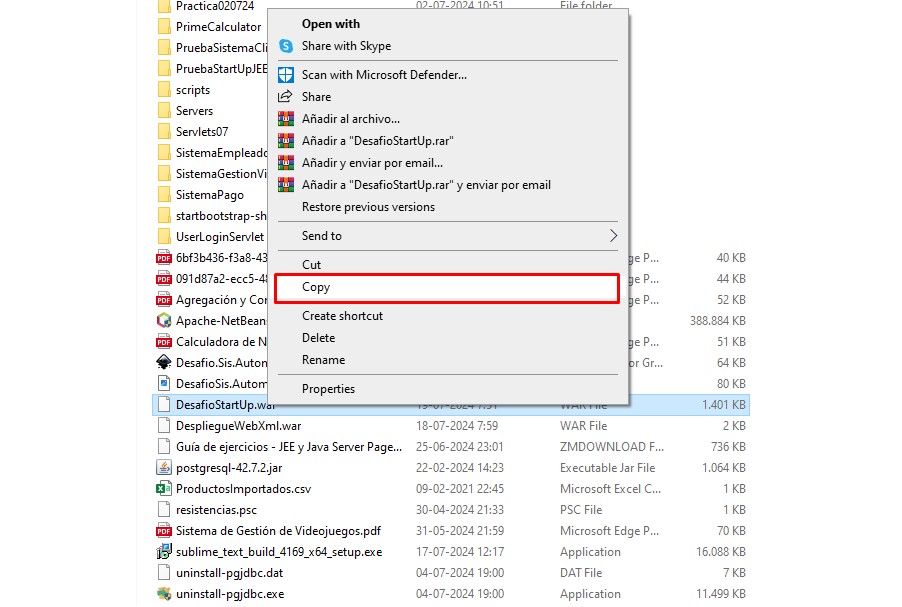 Practica020724 02-07-2024 10:51 File folder
PrimeCalculator
PruebaSistemaCli
PruebaStartUpJEE
scripts
Servers
Servlets07
SistemaEmpleado
SistemaGestionVi
SistemaPago
startbootstrap-sh
UserLoginServlet
6bf3b436-f3a8-43 ge P... 40 KB
091d87a2-ecc5-48 ge P... 44 KB
Agregación y Cor ge P... 52 KB
Apache-NetBean 388.884 KB
Calculadora de N ge P... 51 KB
Desafio.Sis.Autom or Gr... 64 KB
DesafioSis.Autom 80 KB
DesafioStartUp.war 19-07-2024 7:51 WAR File 1.401 KB
DespliegueWebXml.war 18-07-2024 7:59 WAR File 2 KB
Guía de ejercicios - JEE y Java Server Page... 25-06-2024 23:01 ZMDOWNLOAD F... 736 KB
postgresql-42.7.2.jar 22-02-2024 14:23 Executable Jar File 1.064 KB
ProductosImportados.csv 09-02-2021 22:45 Microsoft Excel C... 1 KB
resistencias.psc 30-04-2024 21:33 PSC File 1 KB
Sistema de Gestión de Videojuegos.pdf 31-05-2024 21:59 Microsoft Edge P... 70 KB
sublime_text_build_4169_x64_setup.exe 17-07-2024 12:17 Application 16.088 KB
uninstall-pgjdbc.dat 04-07-2024 19:00 DAT File 7 KB
uninstall-pgjdbc.exe 04-07-2024 19:00 Application 11.499 KB
Open with
Share with Skype
Scan with Microsoft Defender...
Share
Añadir al archivo...
Añadir a "DesafioStartUp.rar"
Añadir y enviar por email...
Añadir a "DesafioStartUp.rar" y enviar por email
Restore previous versions
Send to
Cut
Copy
Create shortcut
Delete
Rename
Properties